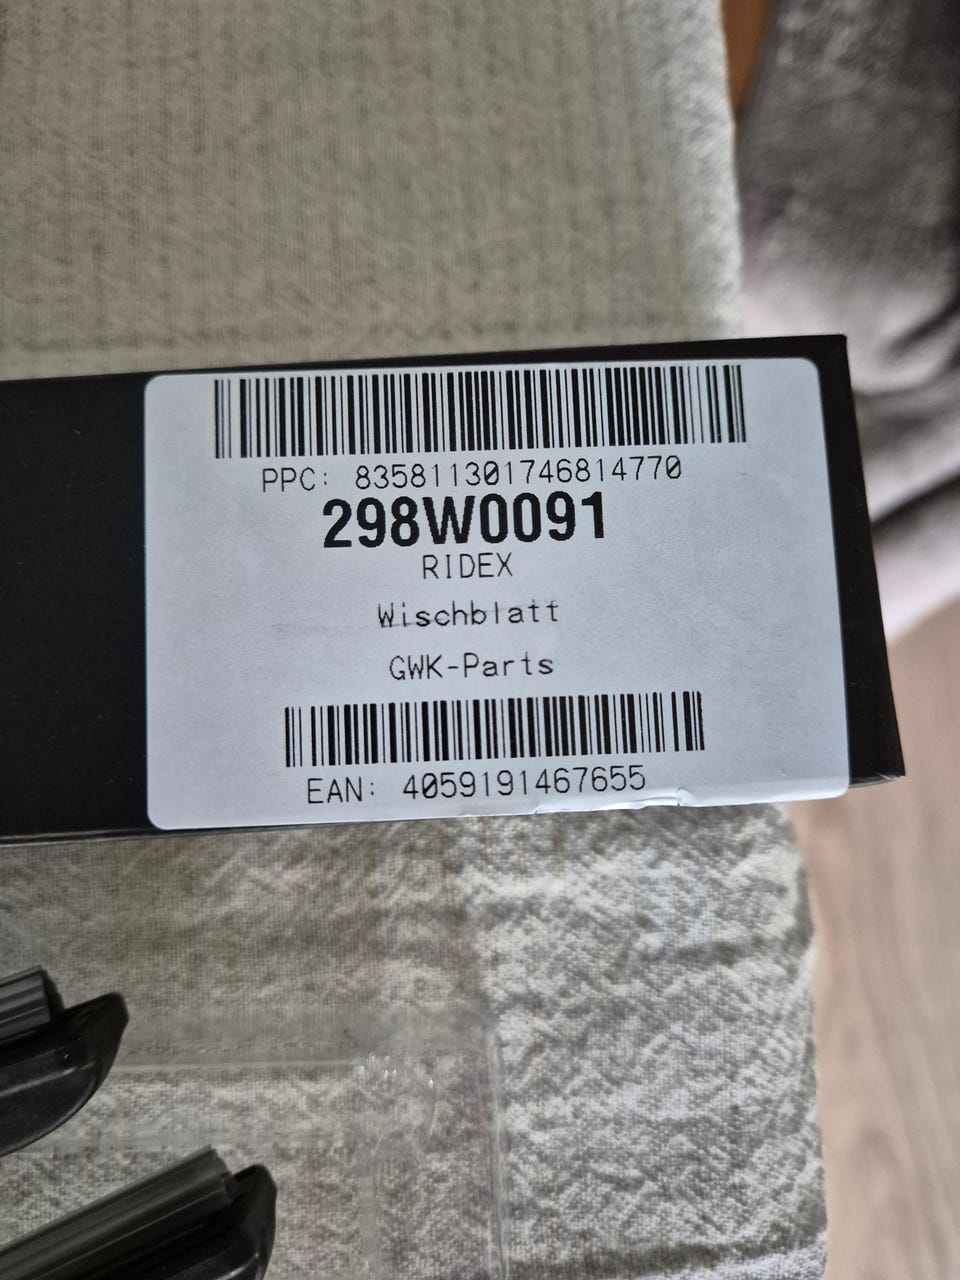 PPC: 835811301746814770
298W0091
RIDEX
Wischblatt
GWK-Parts
EAN: 4059191467655